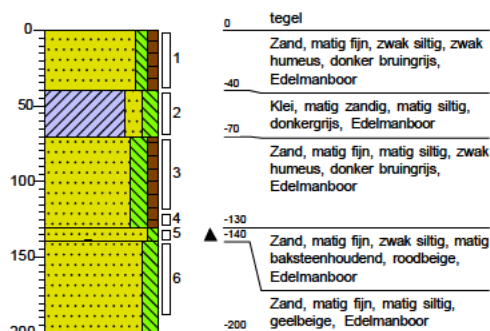 0
50
100
150
200
1
2
3
4
5
6
0 tegel
Zand, matig fijn, zwak siltig, zwak
humeus, donker bruingrijs,
Edelmanboor
-40
Klei, matig zandig, matig siltig,
donkergrijs, Edelmanboor
-70
Zand, matig fijn, matig siltig, zwak
humeus, donker bruingrijs,
Edelmanboor
-130
-140
Zand, matig fijn, zwak siltig, matig
baksteenhoudend, roodbeige,
Edelmanboor
Zand, matig fijn, matig siltig,
geelbeige, Edelmanboor
-200